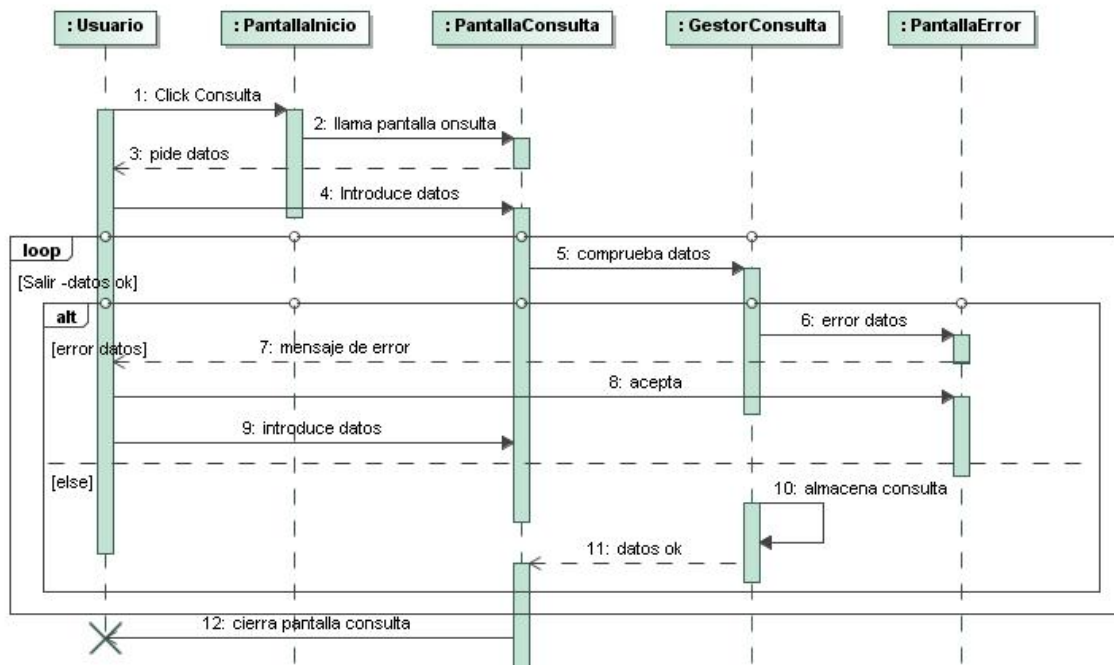 : Usuario
: PantallaInicio
: PantallaConsulta
: GestorConsulta
: PantallaError
1: Click Consulta
2: llama pantalla onsulta
3: pide datos
4: Introduce datos
loop
5: comprueba datos
[Salir -datos ok]
alt
6: error datos
[error datos]
7: mensaje de error
8: acepta
9: introduce datos
[else]
10: almacena consulta
11: datos ok
12: cierra pantalla consulta